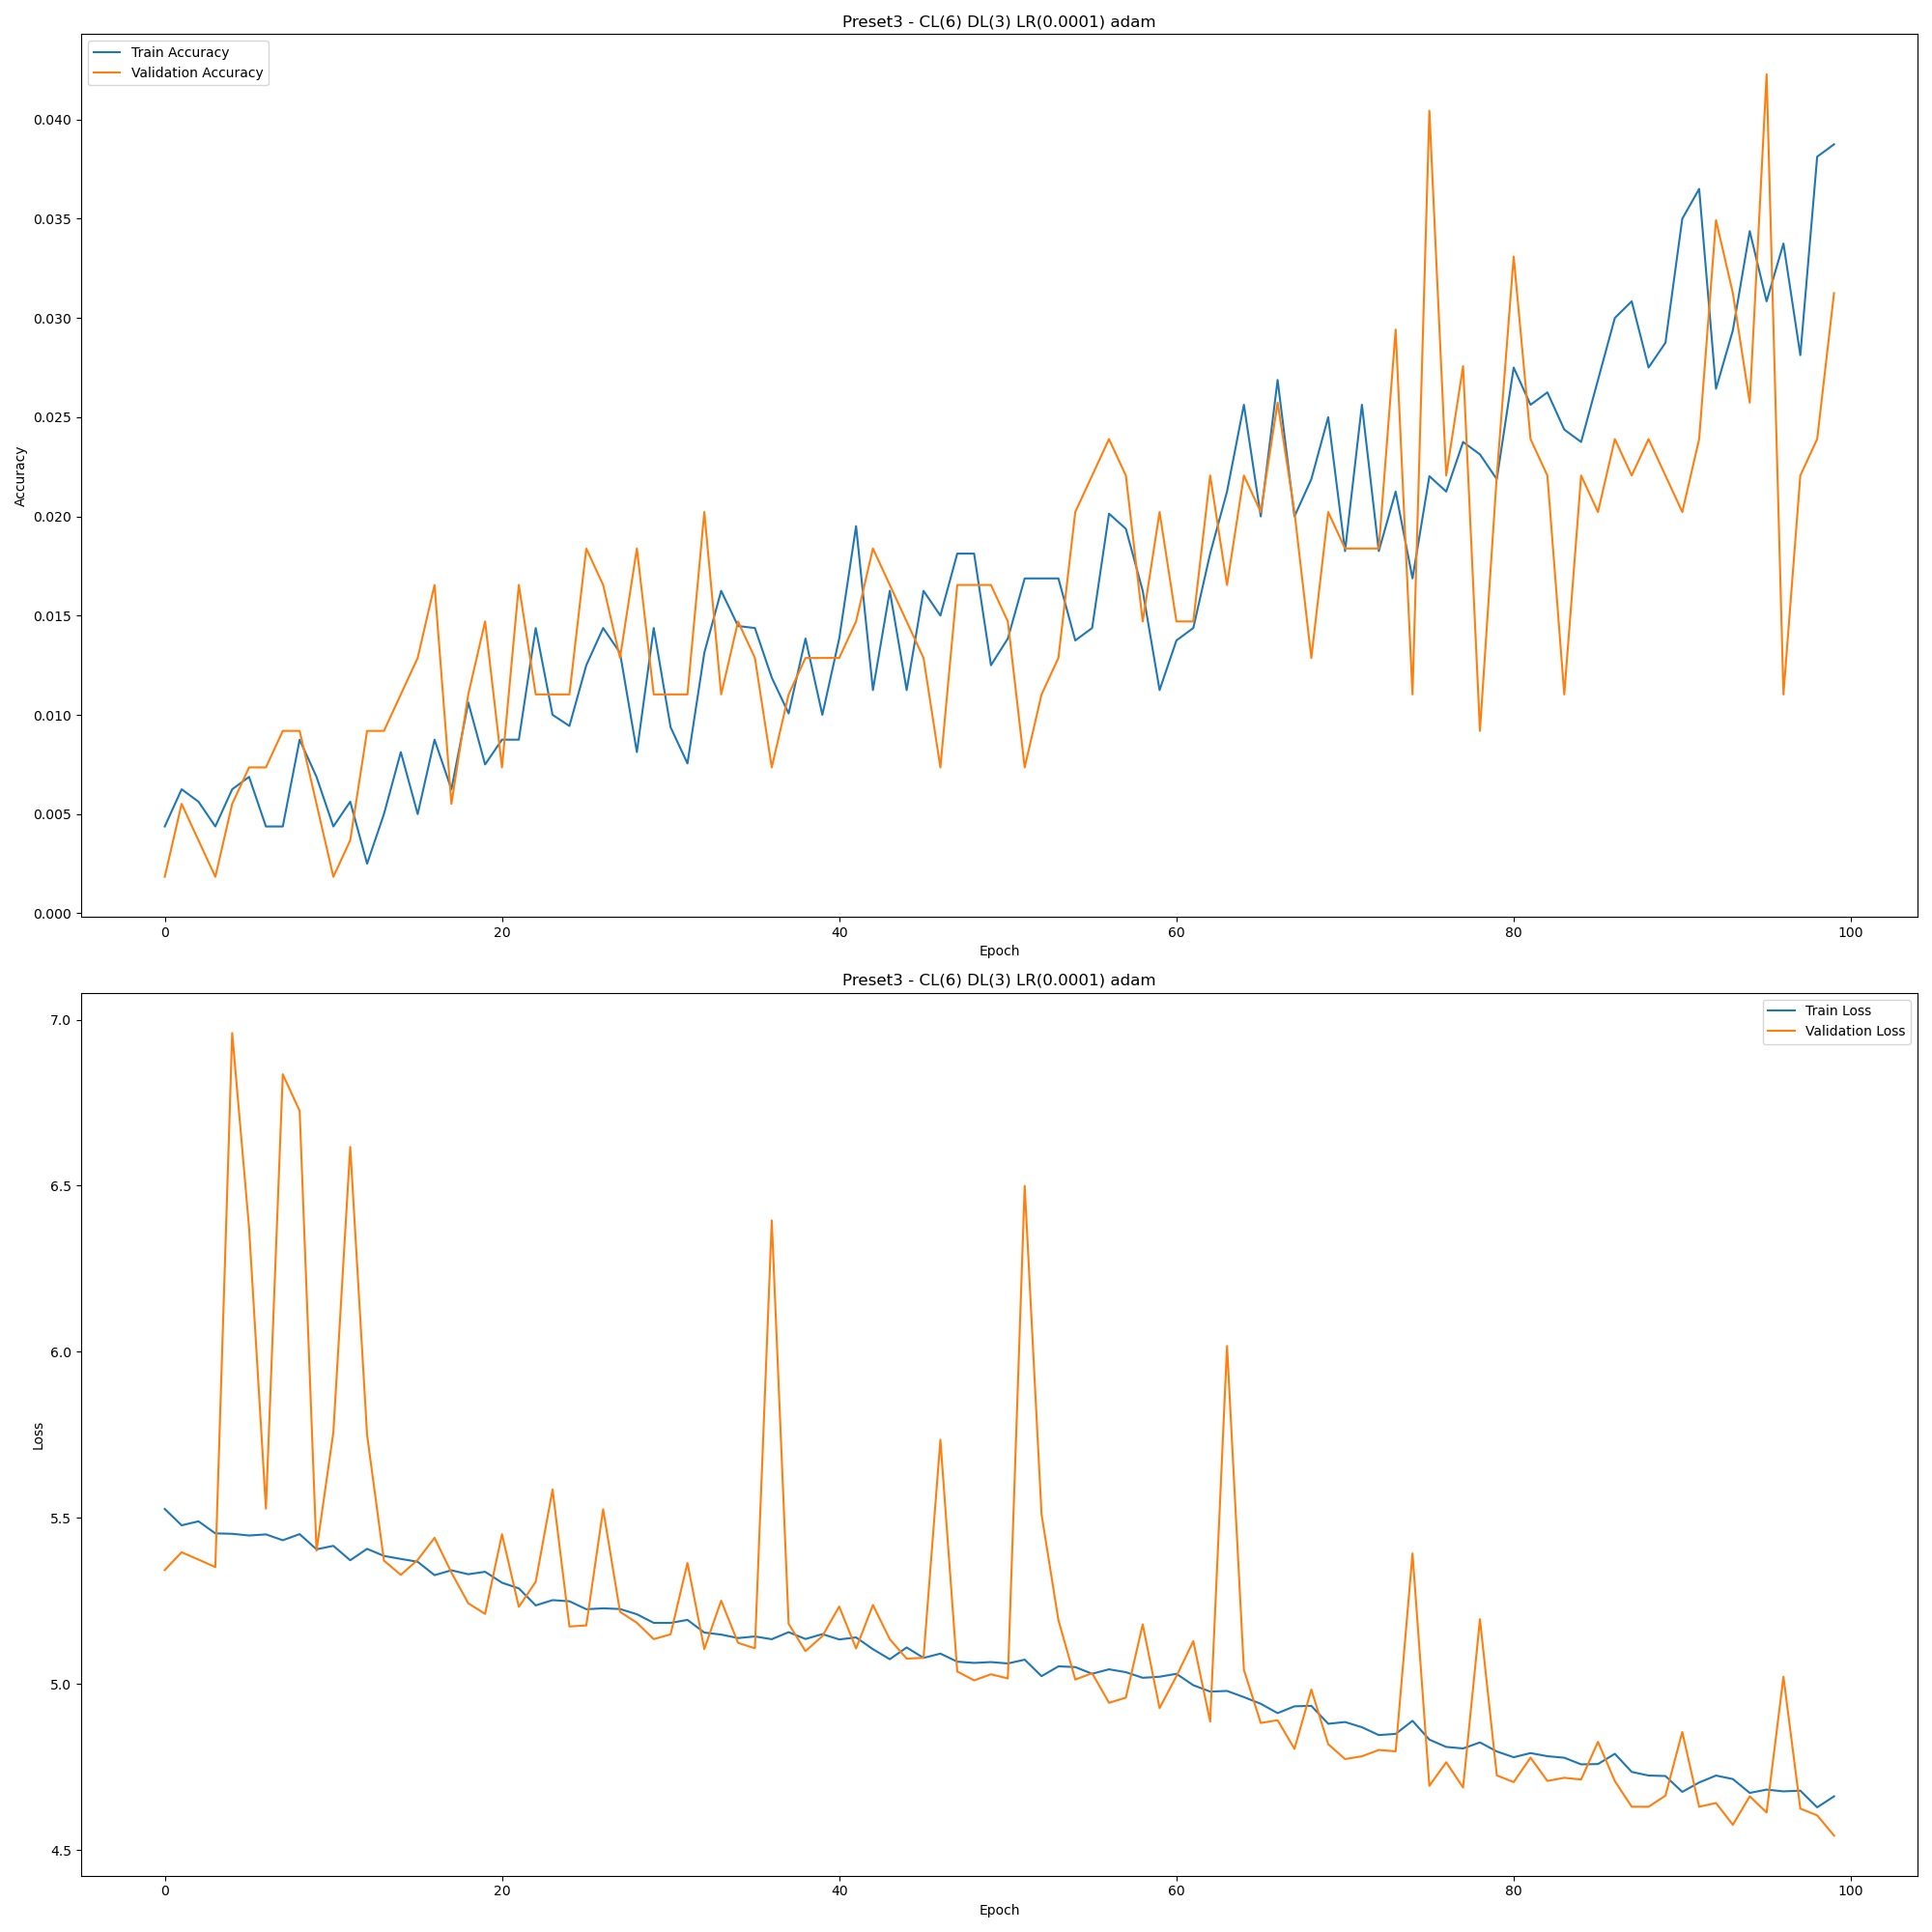 Preset3 - CL(6) DL(3) LR(0.0001) adam
Train Accuracy
Validation Accuracy
0.040
0.035
0.030
0.025
0.020
0.015
0.010
0.005
0.000
Accuracy
0 20 40 60 80 100
Epoch
Preset3 - CL(6) DL(3) LR(0.0001) adam
Train Loss
Validation Loss
7.0
6.5
6.0
5.5
5.0
4.5
Loss
0 20 40 60 80 100
Epoch